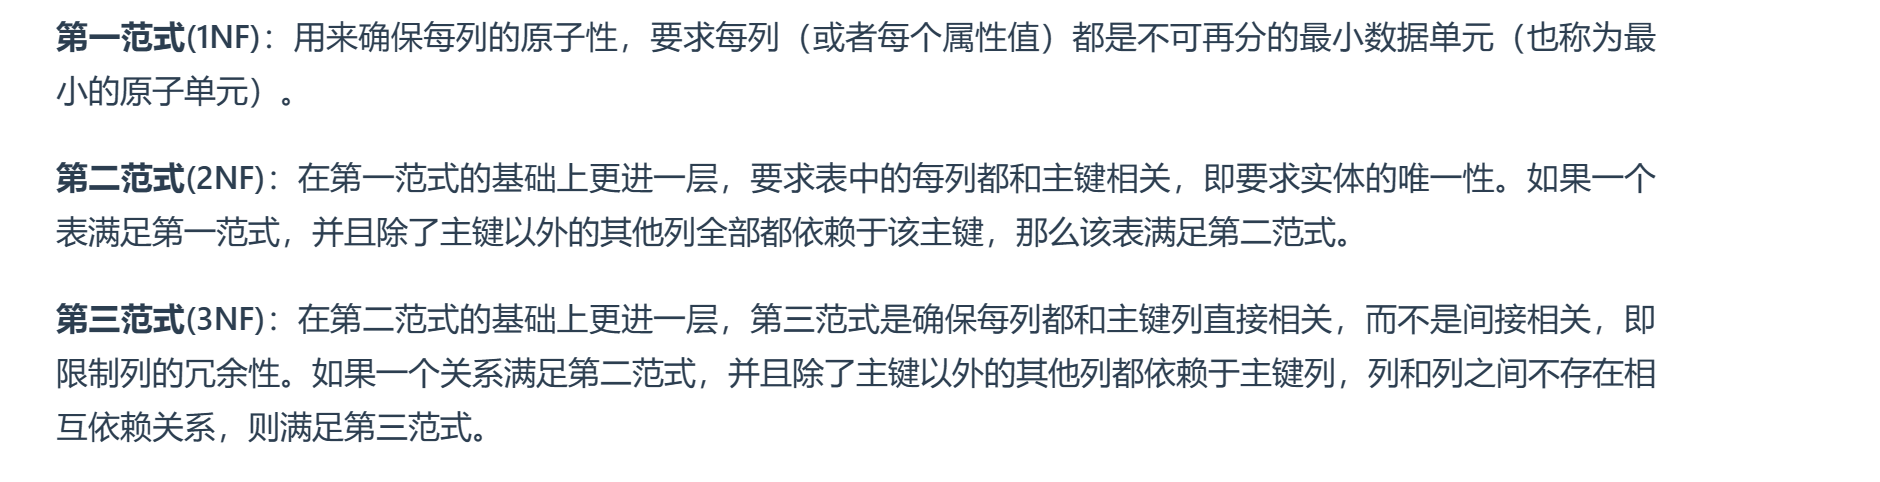 第一范式(1NF)：用来确保每列的原子性，要求每列（或者每个属性值）都是不可再分的最小数据单元（也称为最
小的原子单元）。
第二范式(2NF)：在第一范式的基础上更进一层，要求表中的每列都和主键相关，即要求实体的唯一性。如果一个
表满足第一范式，并且除了主键以外的其他列全部都依赖于该主键，那么该表满足第二范式。
第三范式(3NF)：在第二范式的基础上更进一层，第三范式是确保每列都和主键列直接相关，而不是间接相关，即
限制列的冗余性。如果一个关系满足第二范式，并且除了主键以外的其他列都依赖于主键列，列和列之间不存在相
互依赖关系，则满足第三范式。